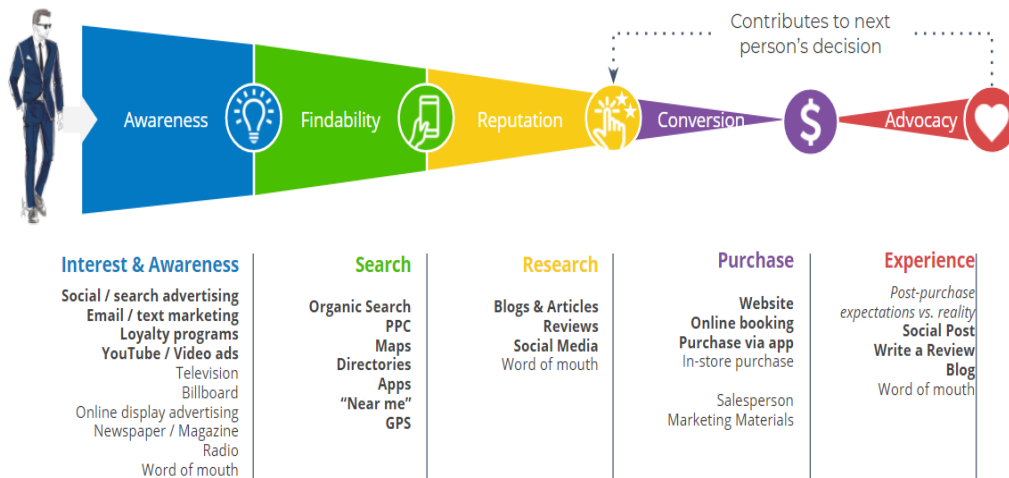 Contributes to next
person's decision
Awareness
Findability
Reputation
Conversion
$
Advocacy
Interest & Awareness
Social / search advertising
Email / text marketing
Loyalty programs
YouTube / Video ads
Television
Billboard
Online display advertising
Newspaper / Magazine
Radio
Word of mouth
Search
Organic Search
PPC
Maps
Directories
Apps
“Near me”
GPS
Research
Blogs & Articles
Reviews
Social Media
Word of mouth
Purchase
Website
Online booking
Purchase via app
In-store purchase
Salesperson
Marketing Materials
Experience
Post-purchase
expectations vs. reality
Social Post
Write a Review
Blog
Word of mouth